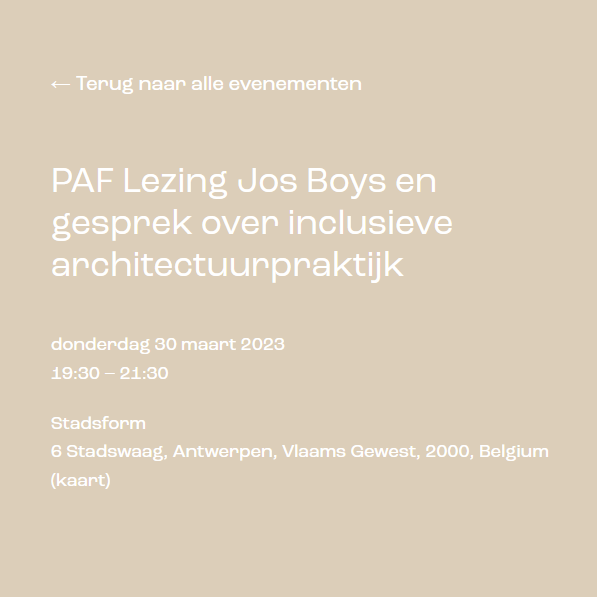 ← Terug naar alle evenementen
PAF Lezing Jos Boys en
gesprek over inclusieve
architectuurpraktijk
donderdag 30 maart 2023
19:30 – 21:30
Stadsform
6 Stadswaag, Antwerpen, Vlaams Gewest, 2000, Belgium
(kaart)